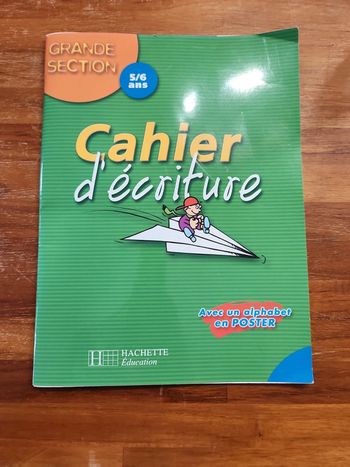 GRANDE
SECTION
5/6
ans
Cahier
d'écriture
Avec un alphabet
en POSTER
HACHETTE
Éducation